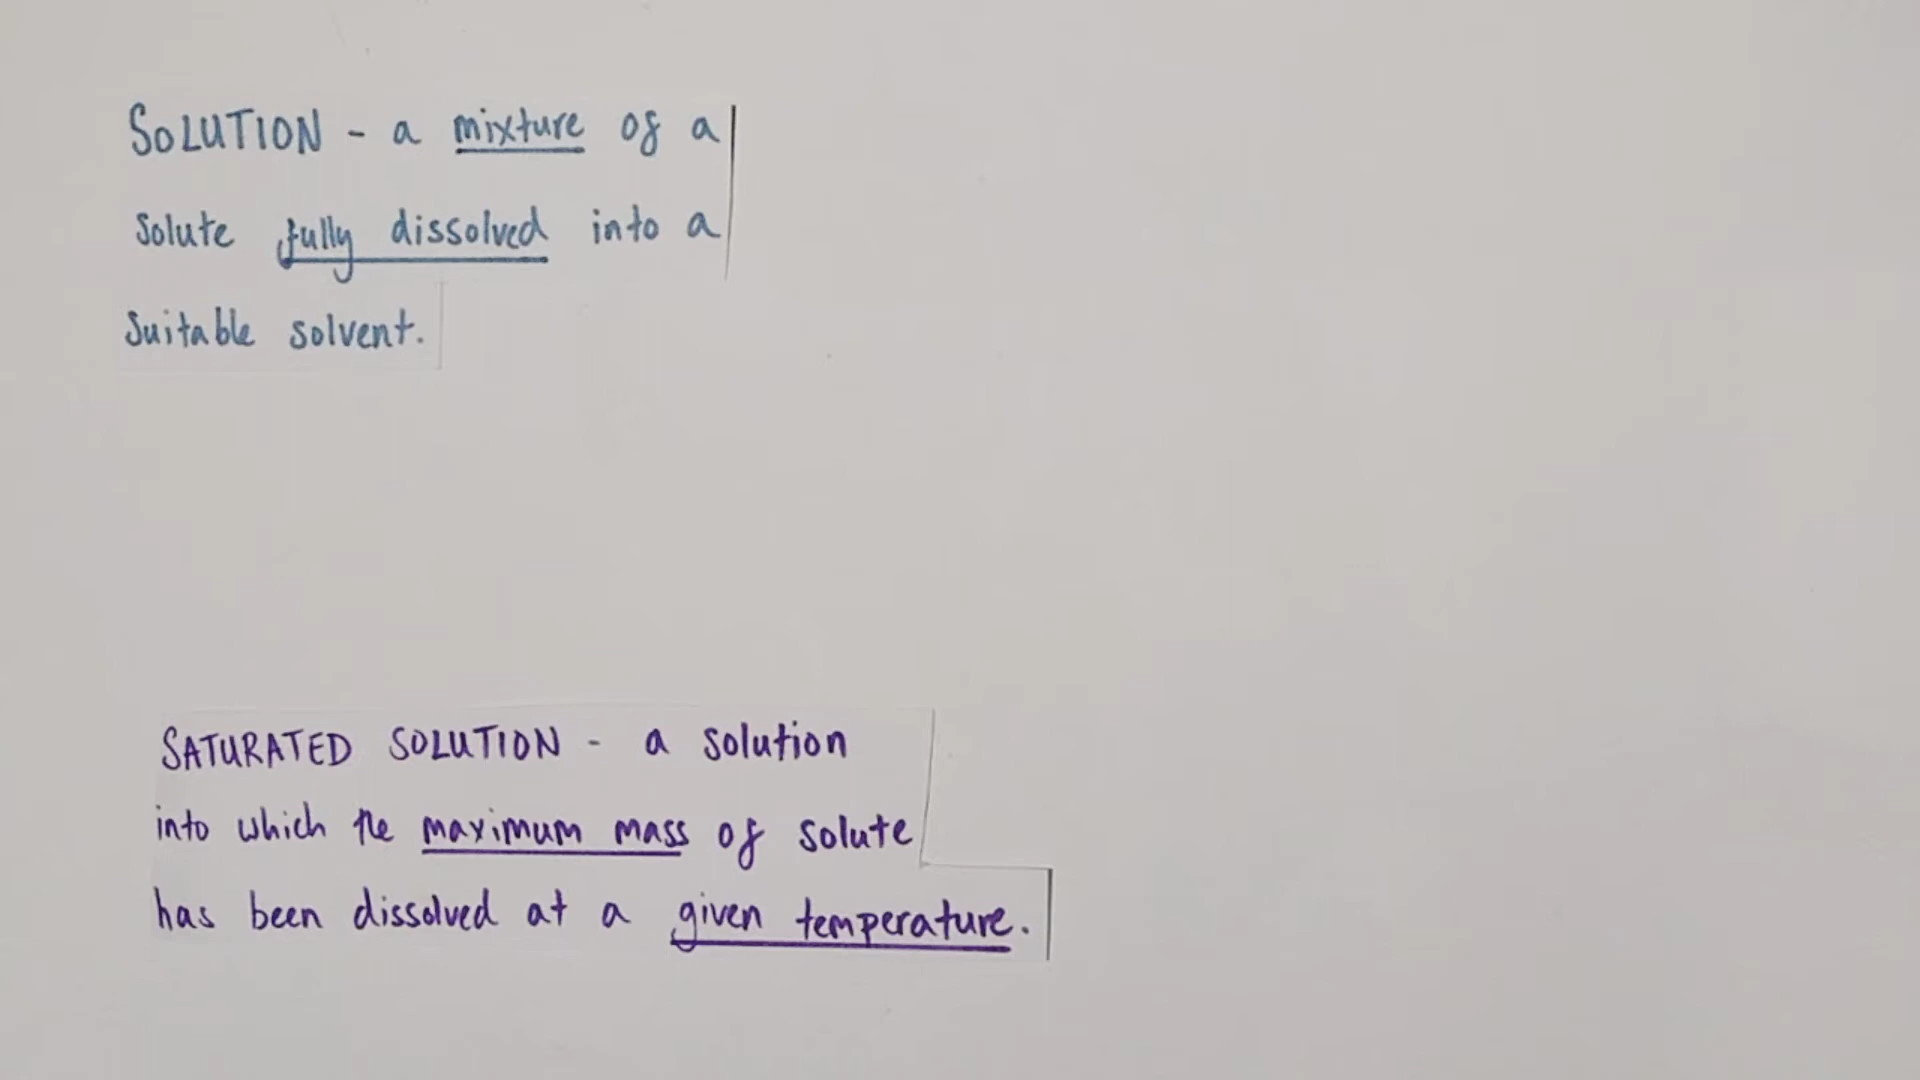 SOLUTION - a mixture of a
solute fully dissolved into a
suitable solvent.
SATURATED SOLUTION - a solution
into which the maximum mass of solute
has been dissolved at a given temperature.